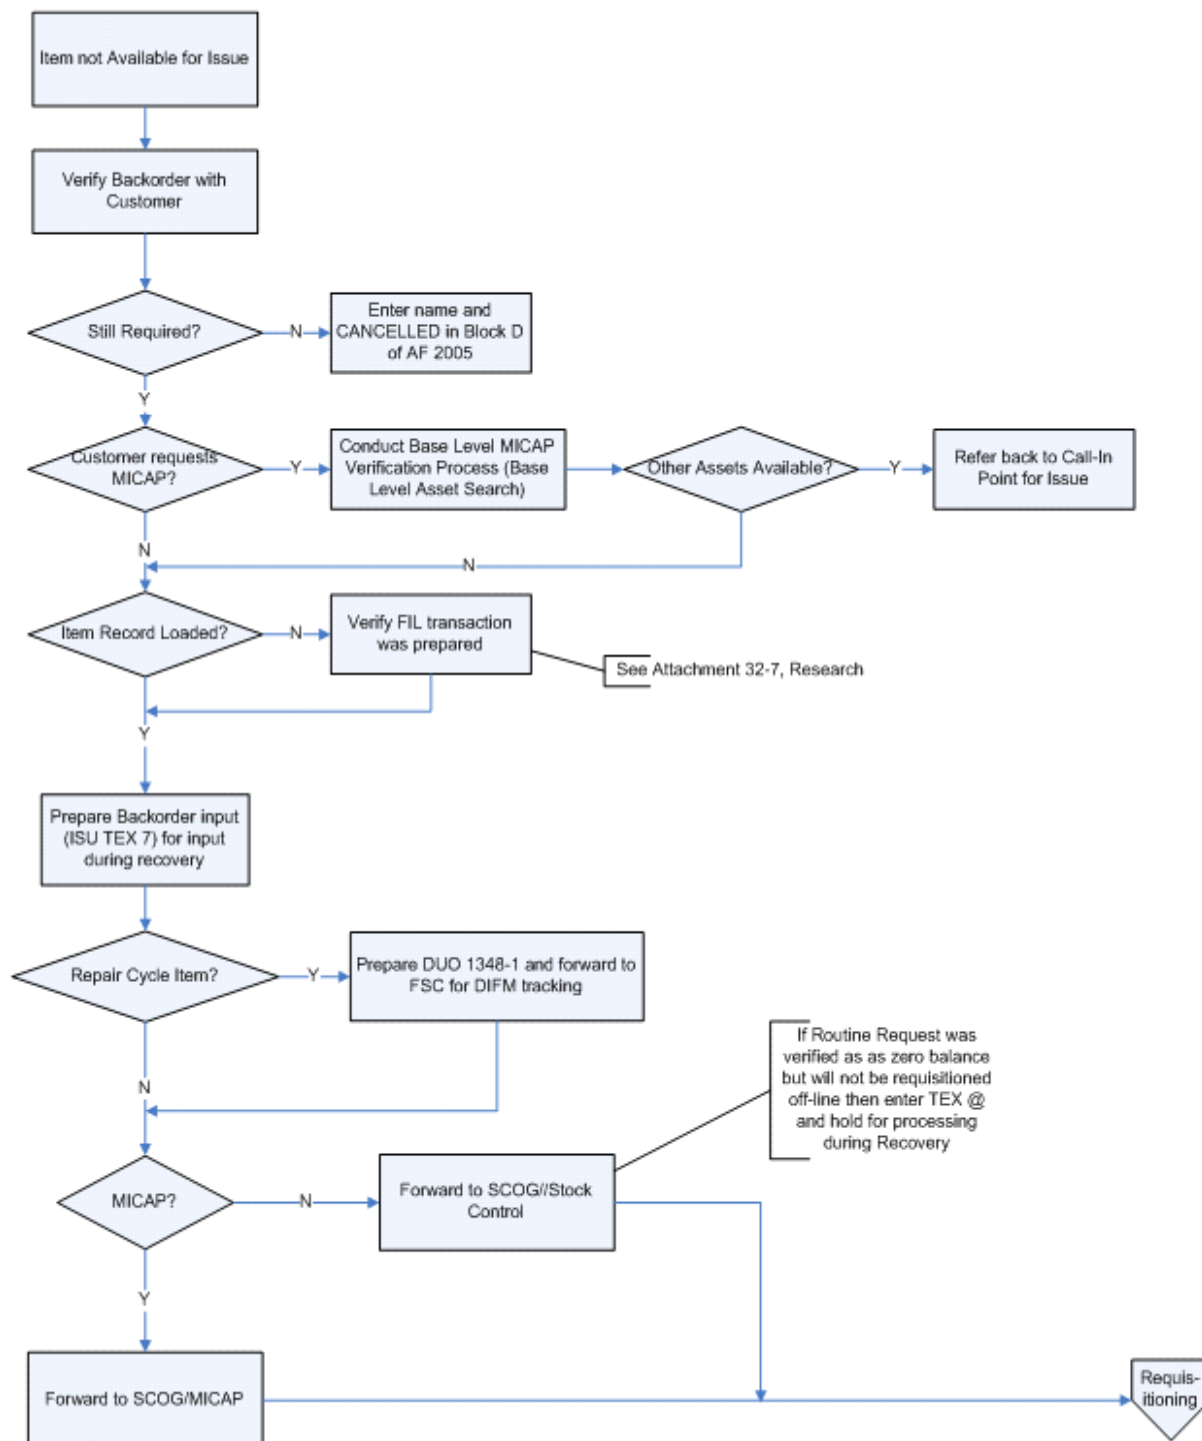 Item not Available for Issue
Verify Backorder with
Customer
Still Required?
N
Enter name and
CANCELLED in Block D
of AF 2005
Y
Customer requests
MICAP?
Y
Conduct Base Level MICAP
Verification Process (Base
Level Asset Search)
Other Assets Available?
Y
Refer back to Call-In
Point for Issue
N
N
Item Record Loaded?
N
Verify FIL transaction
was prepared
See Attachment 32-7, Research
Y
Prepare Backorder input
(ISU TEX 7) for input
during recovery
Repair Cycle Item?
Y
Prepare DUO 1348-1 and forward to
FSC for DIFM tracking
If Routine Request was
verified as as zero balance
but will not be requisitioned
off-line then enter TEX @
and hold for processing
during Recovery
N
MICAP?
N
Forward to SCOG//Stock
Control
Y
Forward to SCOG/MICAP
Requis-
itioning